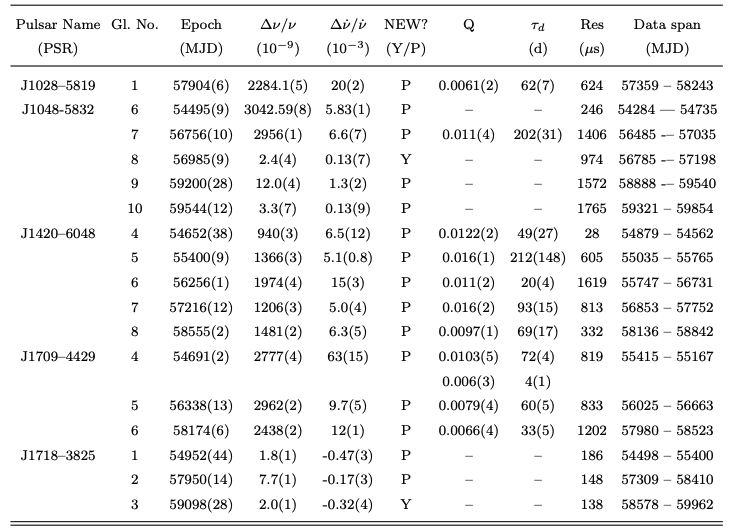 Pulsar Name Gl. No. Epoch Δν/ν Δν̇/ν̇ NEW? Q τd Res Data span
(PSR) (MJD) (10⁻⁹) (10⁻³) (Y/P) (d) (μs) (MJD)
J1028–5819 1 57904(6) 2284.1(5) 20(2) P 0.0061(2) 62(7) 624 57359 – 58243
J1048-5832 6 54495(9) 3042.59(8) 5.83(1) P – – 246 54284 –– 54735
7 56756(10) 2956(1) 6.6(7) P 0.011(4) 202(31) 1406 56485 -– 57035
8 56985(9) 2.4(4) 0.13(7) Y – – 974 56785 -– 57198
9 59200(28) 12.0(4) 1.3(2) P – – 1572 58888 -– 59540
10 59544(12) 3.3(7) 0.13(9) P – – 1765 59321 – 59854
J1420–6048 4 54652(38) 940(3) 6.5(12) P 0.0122(2) 49(27) 28 54879 – 54562
5 55400(9) 1366(3) 5.1(0.8) P 0.016(1) 212(148) 605 55035 – 55765
6 56256(1) 1974(4) 15(3) P 0.011(2) 20(4) 1619 55747 – 56731
7 57216(12) 1206(3) 5.0(4) P 0.016(2) 93(15) 813 56853 – 57752
8 58555(2) 1481(2) 6.3(5) P 0.0097(1) 69(17) 332 58136 – 58842
J1709–4429 4 54691(2) 2777(4) 63(15) P 0.0103(5) 72(4) 819 55415 – 55167
0.006(3) 4(1)
5 56338(13) 2962(2) 9.7(5) P 0.0079(4) 60(5) 833 56025 – 56663
6 58174(6) 2438(2) 12(1) P 0.0066(4) 33(5) 1202 57980 – 58523
J1718–3825 1 54952(44) 1.8(1) -0.47(3) P – – 186 54498 – 55400
2 57950(14) 7.7(1) -0.17(3) P – – 148 57309 – 58410
3 59098(28) 2.0(1) -0.32(4) Y – – 138 58578 – 59962